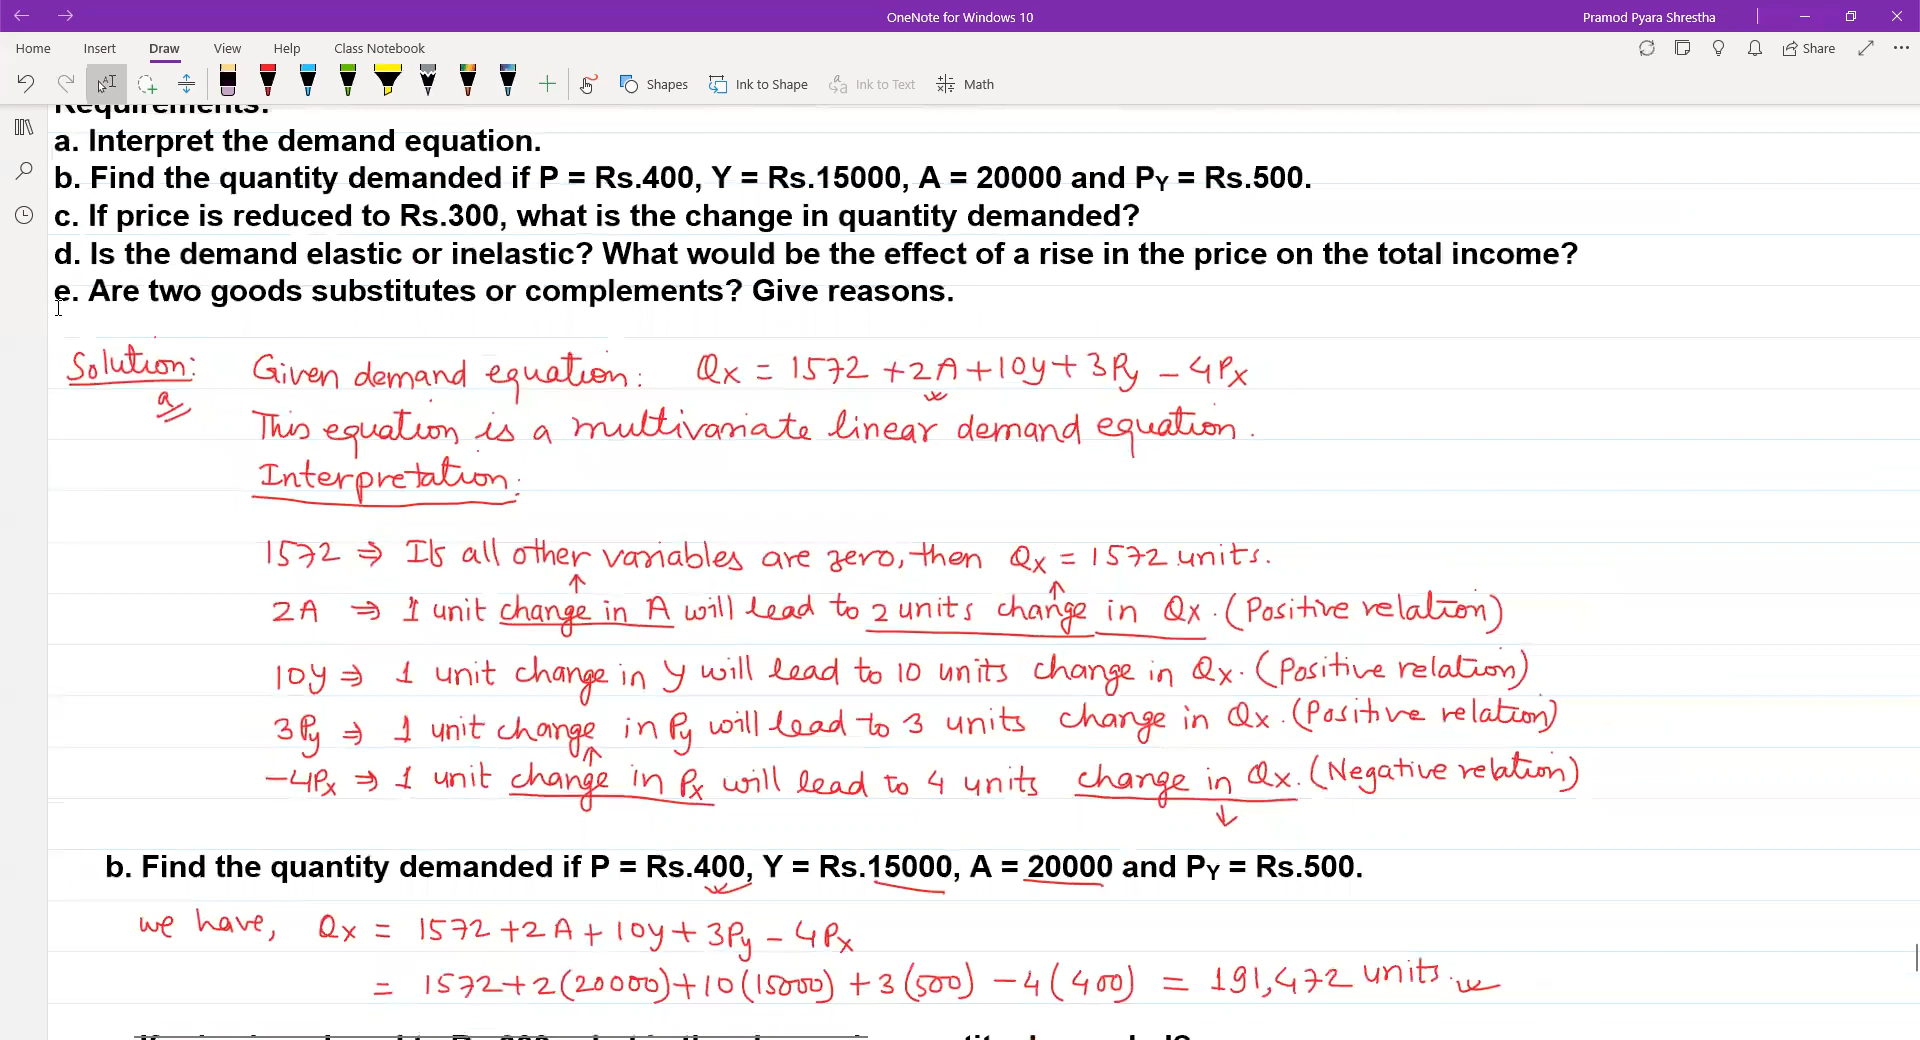 OneNote for Windows 10
Pramod Pyara Shrestha
Home Insert Draw View Help Class Notebook
Share
Shapes Ink to Shape Ink to Text Math
Requirements:
a. Interpret the demand equation.
b. Find the quantity demanded if P = Rs.400, Y = Rs.15000, A = 20000 and PY = Rs.500.
c. If price is reduced to Rs.300, what is the change in quantity demanded?
d. Is the demand elastic or inelastic? What would be the effect of a rise in the price on the total income?
e. Are two goods substitutes or complements? Give reasons.
Solution: Given demand equation: Qx = 1572 +2A+10y+3Py -4Px
a
This equation is a multivariate linear demand equation.
Interpretation:
1572 ⇒ If all other variables are zero, then Qx = 1572 units.
2A ⇒ 1 unit change in A will lead to 2 units change in Qx. (Positive relation)
10y ⇒ 1 unit change in y will lead to 10 units change in Qx. (Positive relation)
3Py ⇒ 1 unit change in Py will lead to 3 units change in Qx. (Positive relation)
-4Px ⇒ 1 unit change in Px will lead to 4 units change in Qx. (Negative relation)
b. Find the quantity demanded if P = Rs.400, Y = Rs.15000, A = 20000 and PY = Rs.500.
we have, Qx = 1572 +2A+10y+3Py -4Px
= 1572+2(20000)+10(15000)+3(500)-4(400) = 191,472 units.